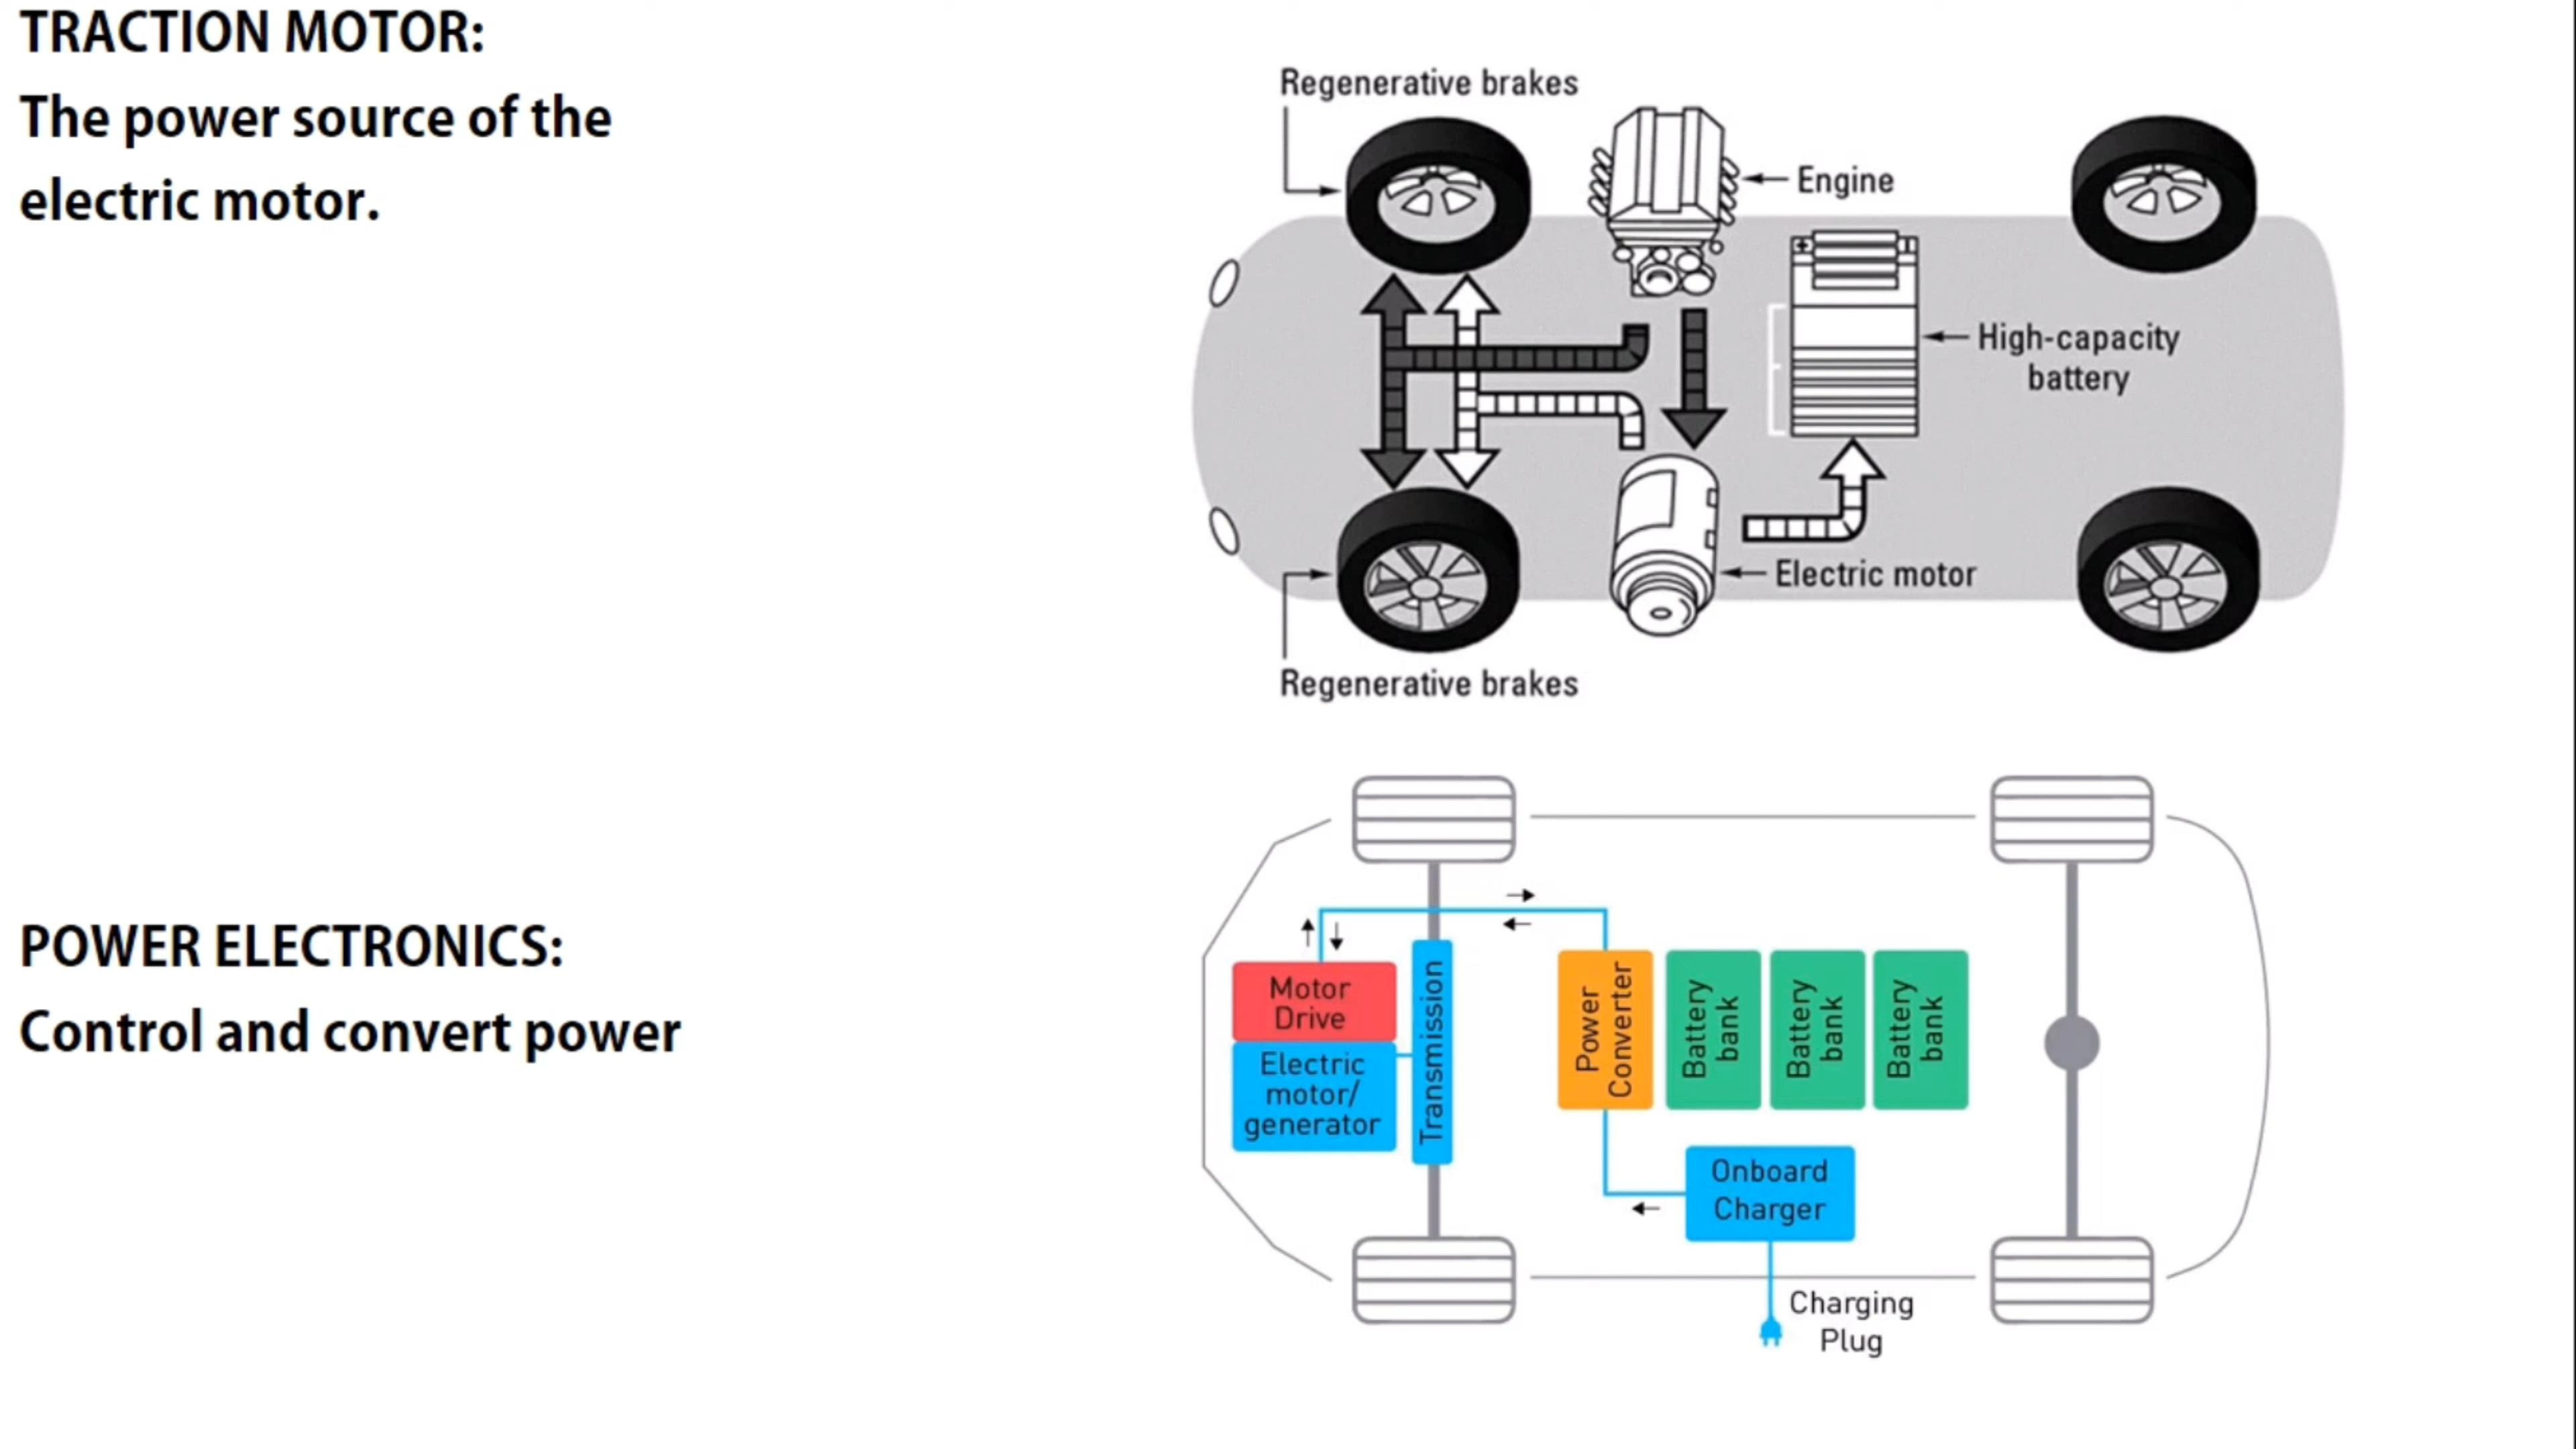 TRACTION MOTOR:
The power source of the
electric motor.
Regenerative brakes
Engine
High-capacity
battery
Electric motor
Regenerative brakes
POWER ELECTRONICS:
Control and convert power
Motor
Drive
Electric
motor/
generator
Transmission
Power
Converter
Battery
bank
Battery
bank
Battery
bank
Onboard
Charger
Charging
Plug